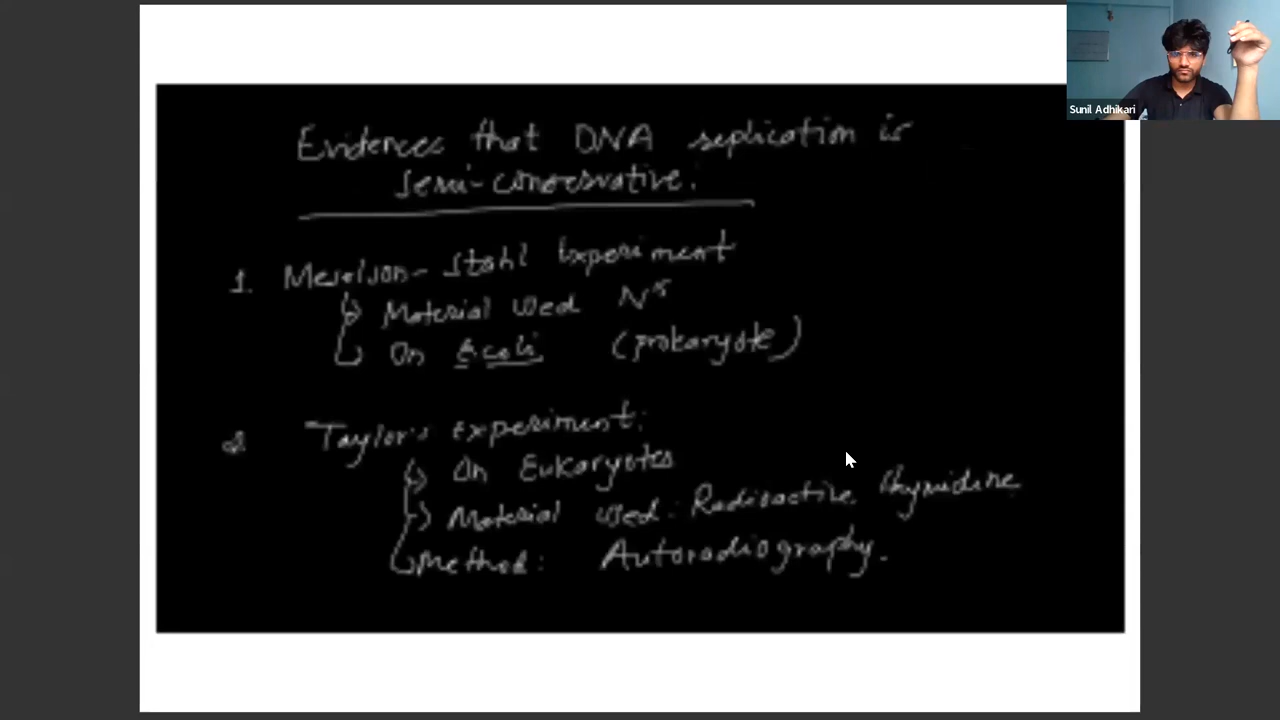 Sunil Adhikari
Evidences that DNA replication is
semi-conservative:
1. Meselson-Stahl Experiment
Material used N15
On E.coli (prokaryote)
2. Taylor's experiment:
On Eukaryotes
Material used: Radioactive thymidine
Method: Autoradiography.